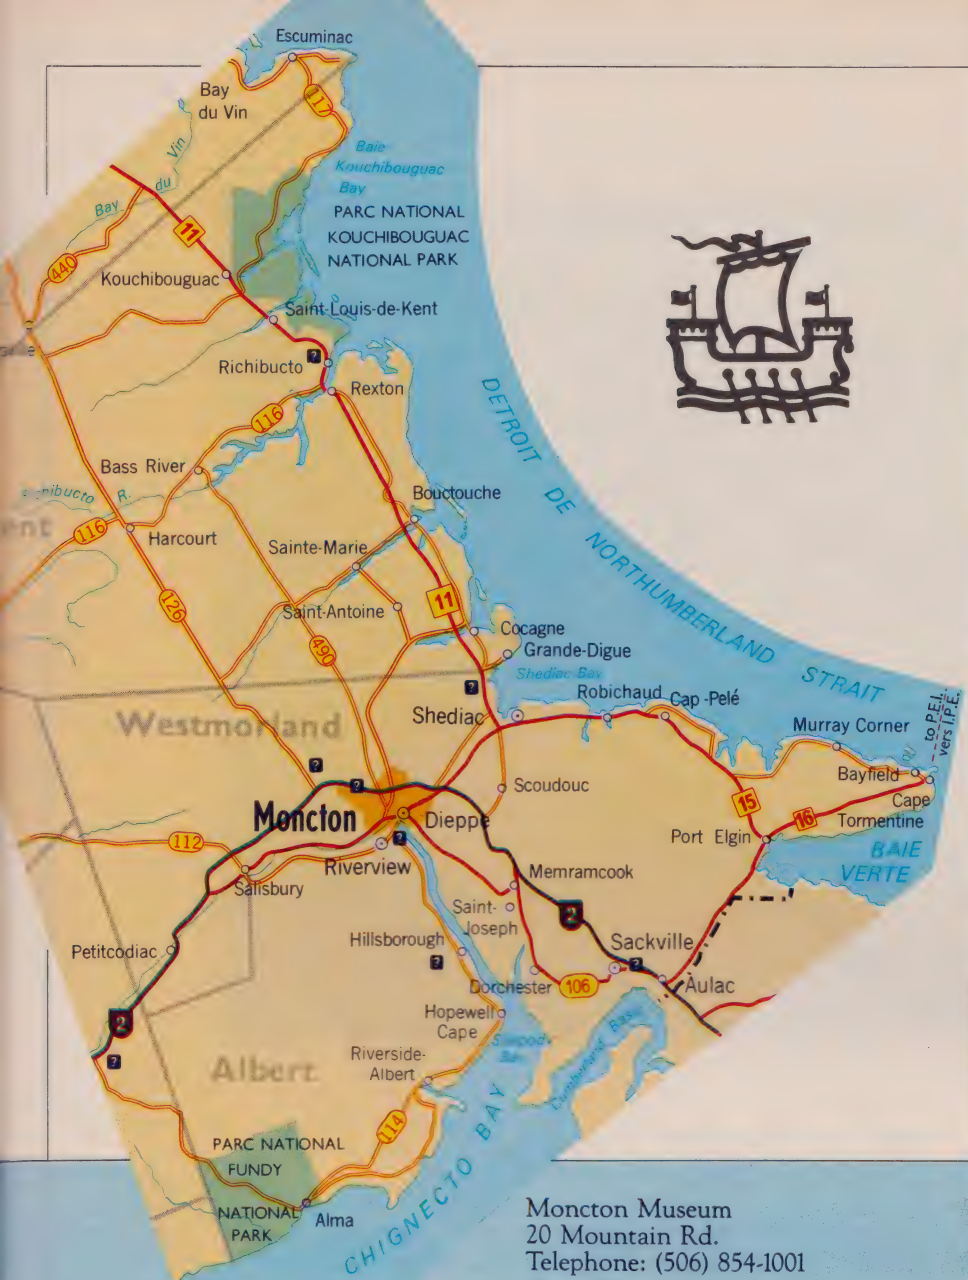 Escuminac
Bay
du Vin
117
Baie
Kouchibouguac
Bay
Bay du Vin
PARC NATIONAL
KOUCHIBOUGUAC
NATIONAL PARK
11
440
Kouchibouguac
Saint-Louis-de-Kent
?
Richibucto
Rexton
116
DETROIT DE NORTHUMBERLAND STRAIT
Bass River
Bouctouche
R.
116
Harcourt
Sainte-Marie
126
Saint-Antoine
11
Cocagne
490
Grande-Digue
Shediac Bay
?
Robichaud
Cap-Pelé
Westmorland
Shediac
to P.E.I.
vers I.P.E.
Murray Corner
?
?
Scoudouc
Bayfield
Moncton
Dieppe
15
16
Cape
Tormentine
112
?
Port Elgin
BAIE
VERTE
Riverview
Salisbury
Memramcook
Saint-
Joseph
2
Petitcodiac
Hillsborough
Sackville
?
?
Dorchester
106
Aulac
2
Hopewell
Cape
Cumberland Basin
?
Riverside-
Albert
Albert
114
PARC NATIONAL
FUNDY
NATIONAL
PARK
Alma
CHIGNECTO BAY
Moncton Museum
20 Mountain Rd.
Telephone: (506) 854-1001